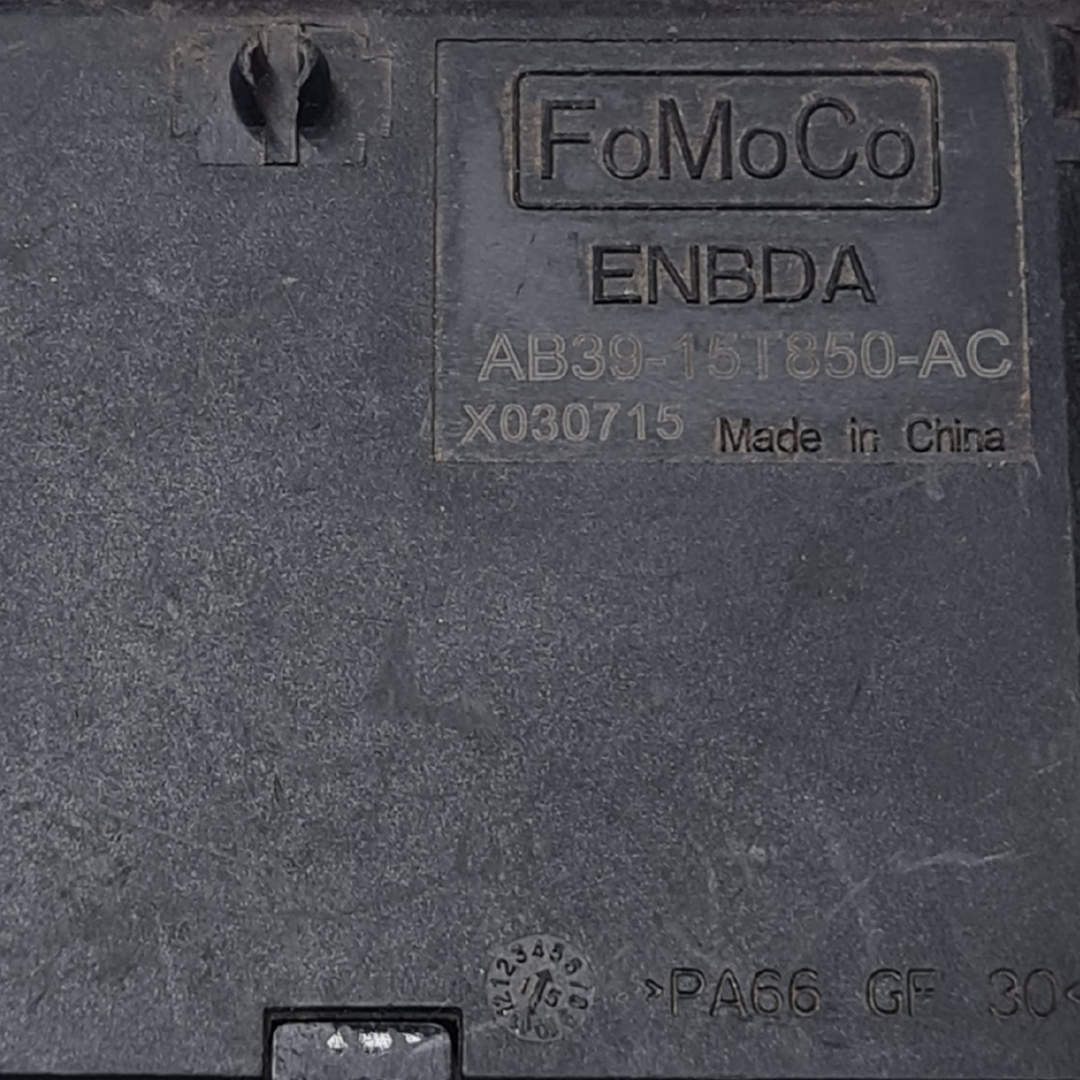 FoMoCo
ENBDA
AB39-15T850-AC
X030715 Made in China
>PA66 GF 30<